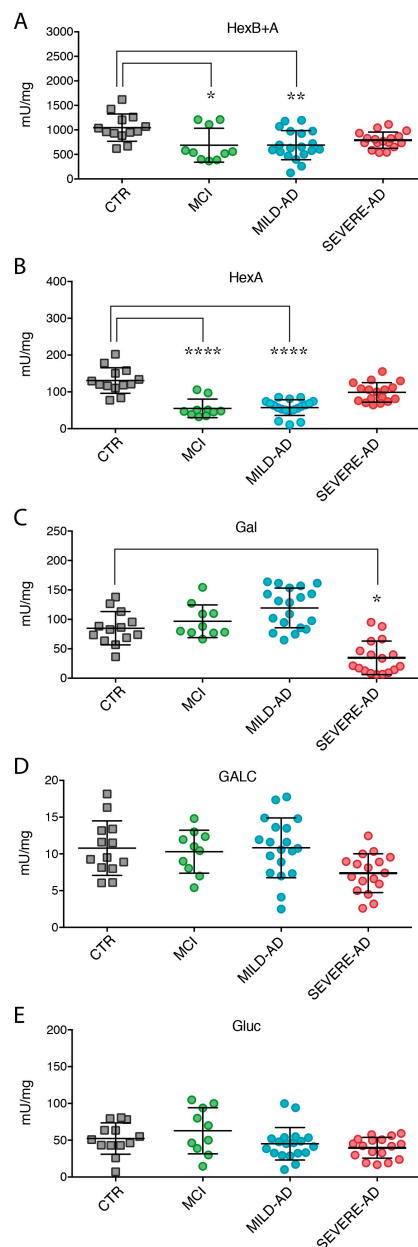 A
HexB+A
3000
2500
2000
1500
1000
500
0
mU/mg
*
**
CTR
MCI
MILD-AD
SEVERE-AD
B
HexA
400
300
200
100
0
mU/mg
****
****
CTR
MCI
MILD-AD
SEVERE-AD
C
Gal
250
200
150
100
50
0
mU/mg
*
CTR
MCI
MILD-AD
SEVERE-AD
D
GALC
20
15
10
5
0
mU/mg
CTR
MCI
MILD-AD
SEVERE-AD
E
Gluc
200
150
100
50
0
mU/mg
CTR
MCI
MILD-AD
SEVERE-AD